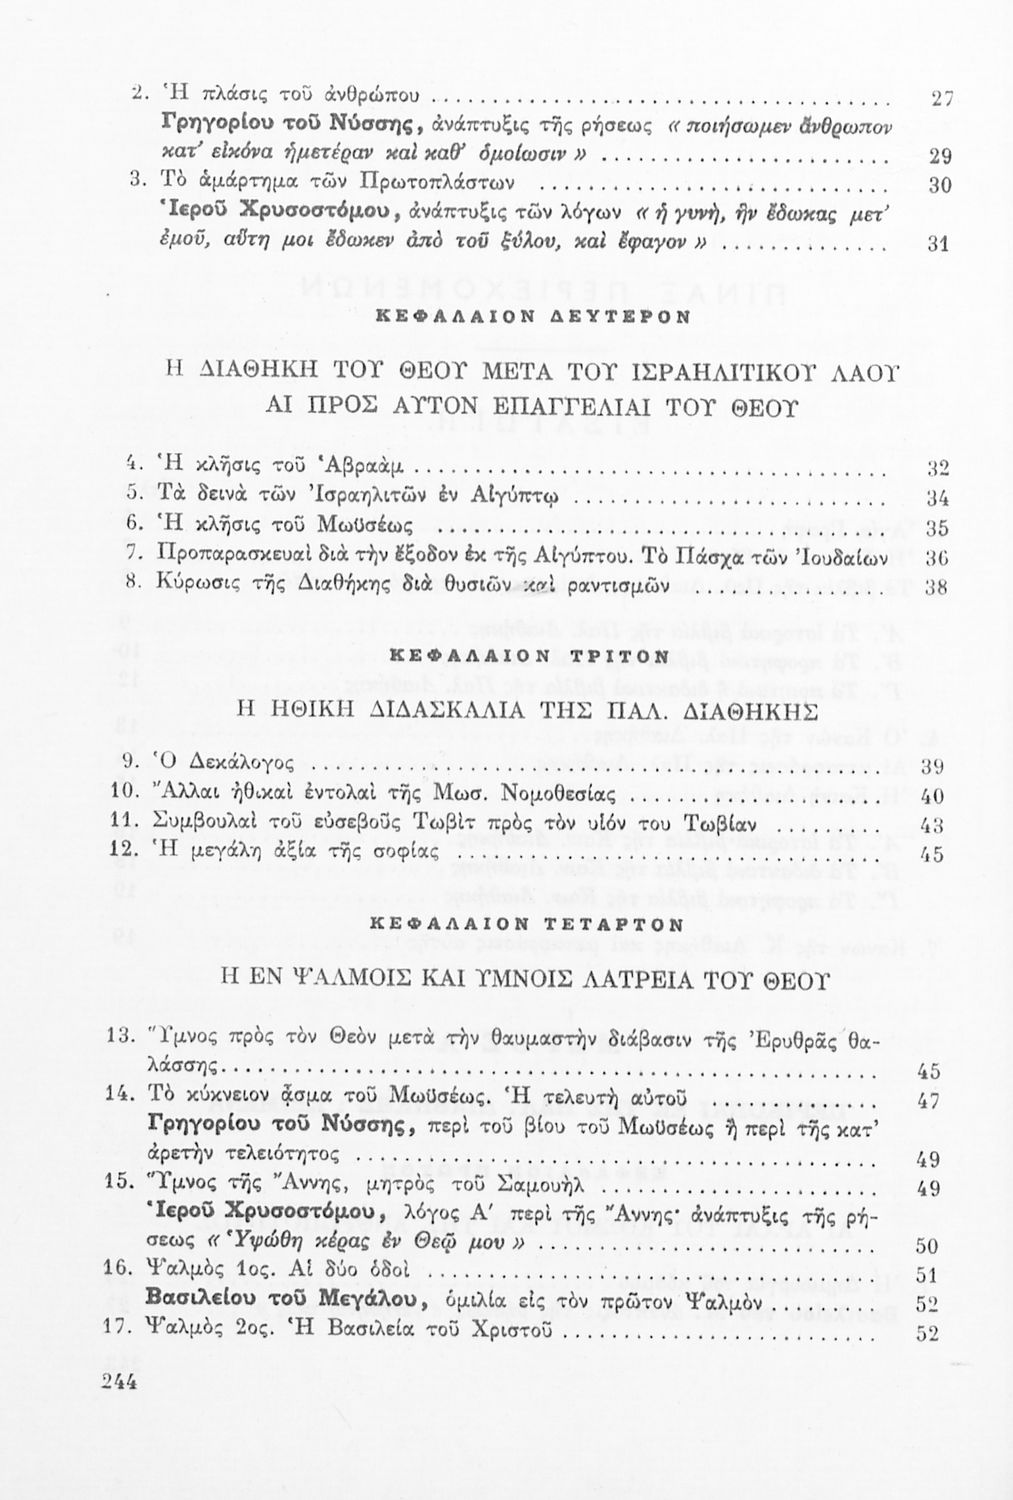 2. Ἡ πλάσις τοῦ ἀνθρώπου ........................................ 27
Γρηγορίου τοῦ Νύσσης, ἀνάπτυξις τῆς ρήσεως « ποιήσωμεν ἄνθρωπον
κατ’ εἰκόνα ἡμετέραν καὶ καθ’ ὁμοίωσιν » ........................ 29
3. Τὸ ἁμάρτημα τῶν Πρωτοπλάστων ............................. 30
Ἱεροῦ Χρυσοστόμου, ἀνάπτυξις τῶν λόγων « ἡ γυνὴ, ἣν ἔδωκας μετ’
ἐμοῦ, αὕτη μοι ἔδωκεν ἀπὸ τοῦ ξύλου, καὶ ἔφαγον » .............. 31
ΚΕΦΑΛΑΙΟΝ ΔΕΥΤΕΡΟΝ
Η ΔΙΑΘΗΚΗ ΤΟΥ ΘΕΟΥ ΜΕΤΑ ΤΟΥ ΙΣΡΑΗΛΙΤΙΚΟΥ ΛΑΟΥ
ΑΙ ΠΡΟΣ ΑΥΤΟΝ ΕΠΑΓΓΕΛΙΑΙ ΤΟΥ ΘΕΟΥ
4. Ἡ κλῆσις τοῦ Ἁβραὰμ ........................................ 32
5. Τὰ δεινὰ τῶν Ἰσραηλιτῶν ἐν Αἰγύπτῳ .......................... 34
6. Ἡ κλῆσις τοῦ Μωϋσέως ...................................... 35
7. Προπαρασκευαὶ διὰ τὴν ἔξοδον ἐκ τῆς Αἰγύπτου. Τὸ Πάσχα τῶν Ἰουδαίων 36
8. Κύρωσις τῆς Διαθήκης διὰ θυσιῶν καὶ ραντισμῶν ................ 38
ΚΕΦΑΛΑΙΟΝ ΤΡΙΤΟΝ
Η ΗΘΙΚΗ ΔΙΔΑΣΚΑΛΙΑ ΤΗΣ ΠΑΛ. ΔΙΑΘΗΚΗΣ
9. Ὁ Δεκάλογος ................................................ 39
10. Ἄλλαι ἠθικαὶ ἐντολαὶ τῆς Μωσ. Νομοθεσίας ..................... 40
11. Συμβουλαὶ τοῦ εὐσεβοῦς Τωβὶτ πρὸς τὸν υἱόν του Τωβίαν ......... 43
12. Ἡ μεγάλη ἀξία τῆς σοφίας .................................... 45
ΚΕΦΑΛΑΙΟΝ ΤΕΤΑΡΤΟΝ
Η ΕΝ ΨΑΛΜΟΙΣ ΚΑΙ ΥΜΝΟΙΣ ΛΑΤΡΕΙΑ ΤΟΥ ΘΕΟΥ
13. Ὕμνος πρὸς τὸν Θεὸν μετὰ τὴν θαυμαστὴν διάβασιν τῆς Ἐρυθρᾶς θα-
λάσσης ........................................................ 45
14. Τὸ κύκνειον ᾆσμα τοῦ Μωϋσέως. Ἡ τελευτὴ αὐτοῦ .............. 47
Γρηγορίου τοῦ Νύσσης, περὶ τοῦ βίου τοῦ Μωϋσέως ἢ περὶ τῆς κατ’
ἀρετὴν τελειότητος ............................................. 49
15. Ὕμνος τῆς Ἄννης, μητρὸς τοῦ Σαμουὴλ ........................ 49
Ἱεροῦ Χρυσοστόμου, λόγος Α′ περὶ τῆς Ἄννης· ἀνάπτυξις τῆς ρή-
σεως « Ὑψώθη κέρας ἐν Θεῷ μου » .............................. 50
16. Ψαλμὸς 1ος. Αἱ δύο ὁδοὶ ...................................... 51
Βασιλείου τοῦ Μεγάλου, ὁμιλία εἰς τὸν πρῶτον Ψαλμὸν .......... 52
17. Ψαλμὸς 2ος. Ἡ Βασιλεία τοῦ Χριστοῦ ............................ 52
244